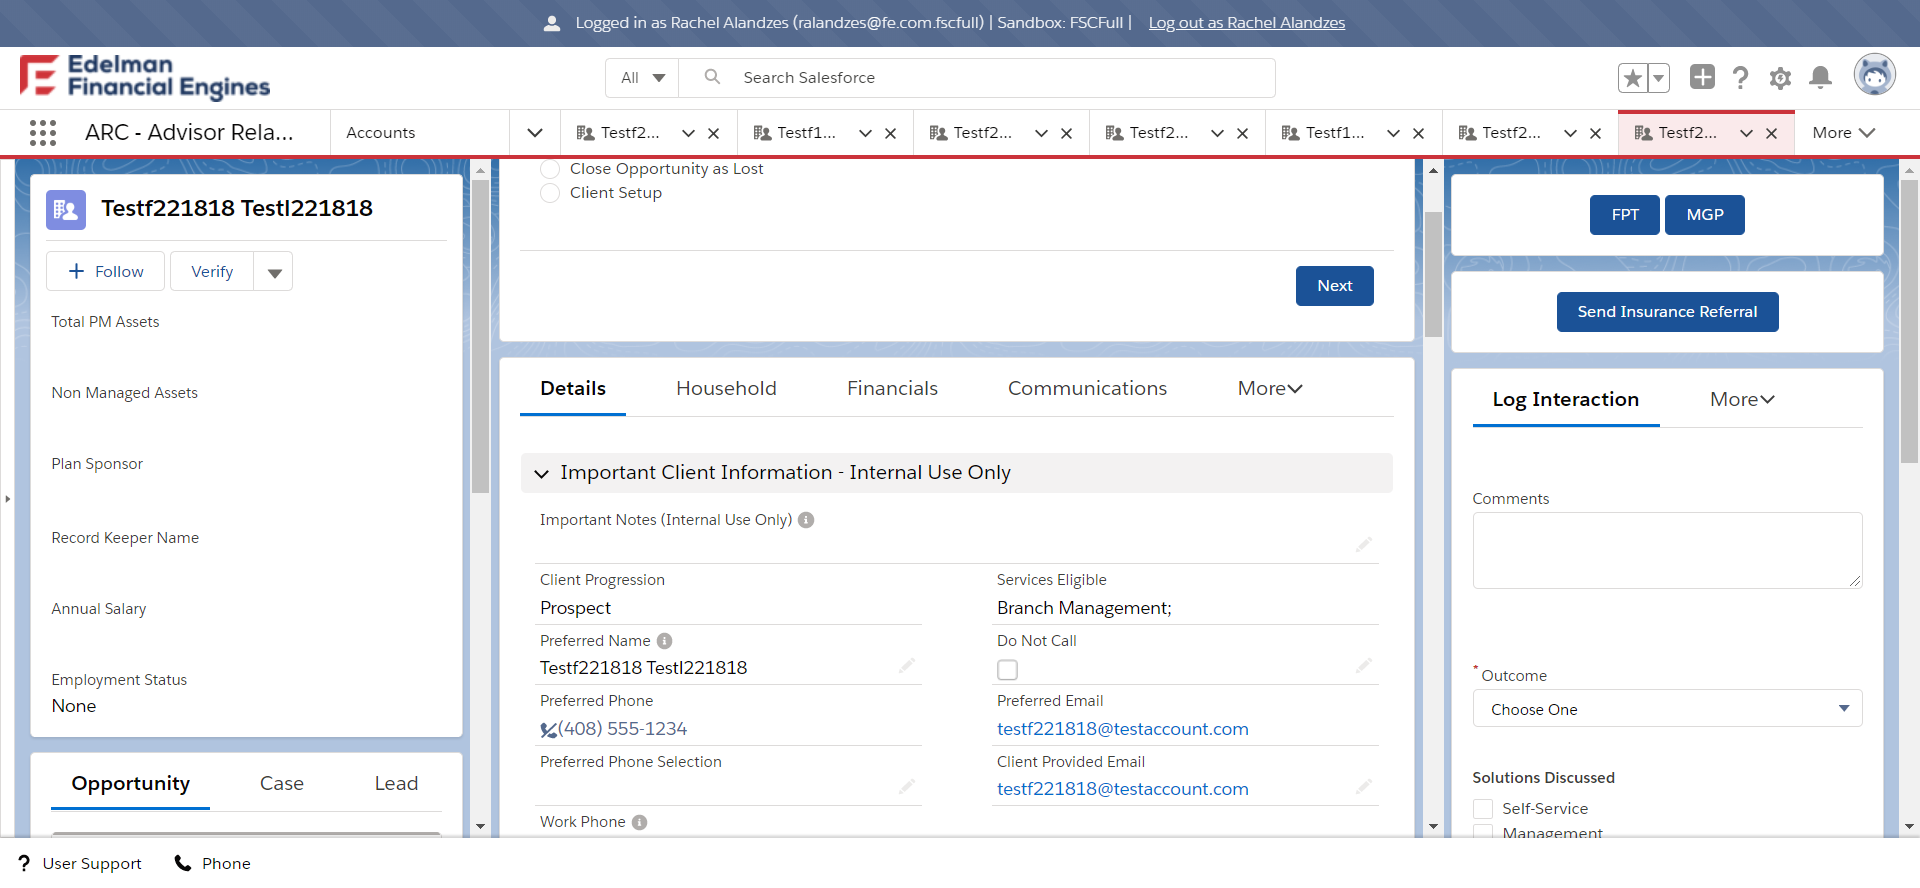 Logged in as Rachel Alandzes (ralandzes@fe.com.fscfull) | Sandbox: FSCFull | Log out as Rachel Alandzes
Edelman
Financial Engines
All
Search Salesforce
ARC - Advisor Rela...
Accounts
Testf2...
Testf1...
Testf2...
Testf2...
Testf1...
Testf2...
Testf2...
More
Testf221818 Testl221818
Follow
Verify
Total PM Assets
Non Managed Assets
Plan Sponsor
Record Keeper Name
Annual Salary
Employment Status
None
Opportunity
Case
Lead
Close Opportunity as Lost
Client Setup
Next
Details
Household
Financials
Communications
More
Important Client Information - Internal Use Only
Important Notes (Internal Use Only)
Client Progression
Prospect
Services Eligible
Branch Management;
Preferred Name
Testf221818 Testl221818
Do Not Call
Preferred Phone
(408) 555-1234
Preferred Email
testf221818@testaccount.com
Preferred Phone Selection
Client Provided Email
testf221818@testaccount.com
Work Phone
FPT
MGP
Send Insurance Referral
Log Interaction
More
Comments
* Outcome
Choose One
Solutions Discussed
Self-Service
Management
? User Support
Phone